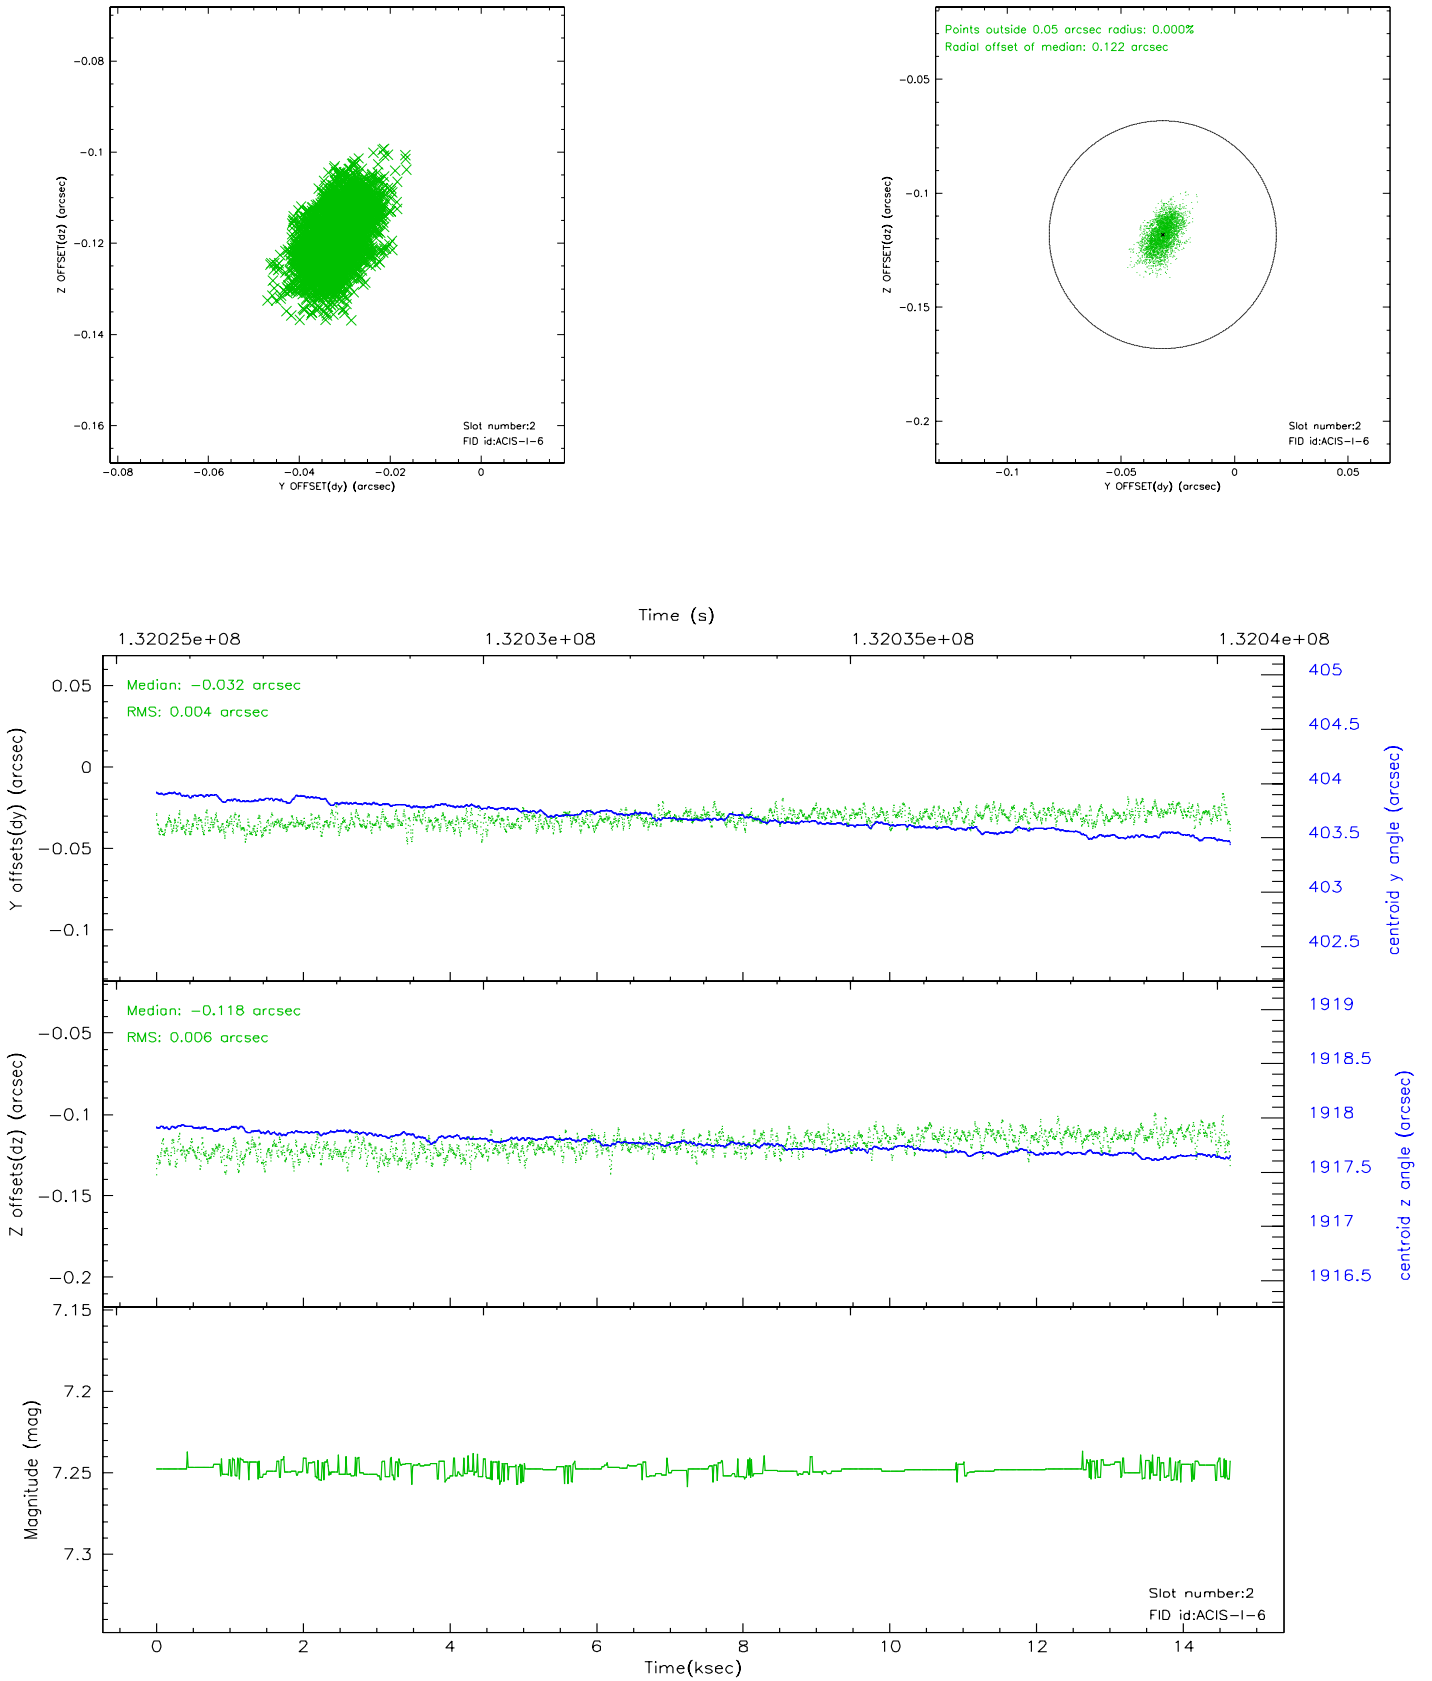 -0.08
-0.1
-0.12
-0.14
-0.16
Z OFFSET(dz) (arcsec)
Slot number:2
FID id:ACIS-I-6
-0.08 -0.06 -0.04 -0.02 0
Y OFFSET(dy) (arcsec)
Points outside 0.05 arcsec radius: 0.000%
Radial offset of median: 0.122 arcsec
-0.05
-0.1
-0.15
-0.2
Z OFFSET(dz) (arcsec)
Slot number:2
FID id:ACIS-I-6
-0.1 -0.05 0 0.05
Y OFFSET(dy) (arcsec)
Time (s)
1.32025e+08 1.3203e+08 1.32035e+08 1.3204e+08
Median: -0.032 arcsec
RMS: 0.004 arcsec
0.05
0
-0.05
-0.1
Y offsets(dy) (arcsec)
405
404.5
404
403.5
403
402.5
centroid y angle (arcsec)
Median: -0.118 arcsec
RMS: 0.006 arcsec
-0.05
-0.1
-0.15
-0.2
Z offsets(dz) (arcsec)
1919
1918.5
1918
1917.5
1917
1916.5
centroid z angle (arcsec)
7.15
7.2
7.25
7.3
Magnitude (mag)
Slot number:2
FID id:ACIS-I-6
0 2 4 6 8 10 12 14
Time(ksec)